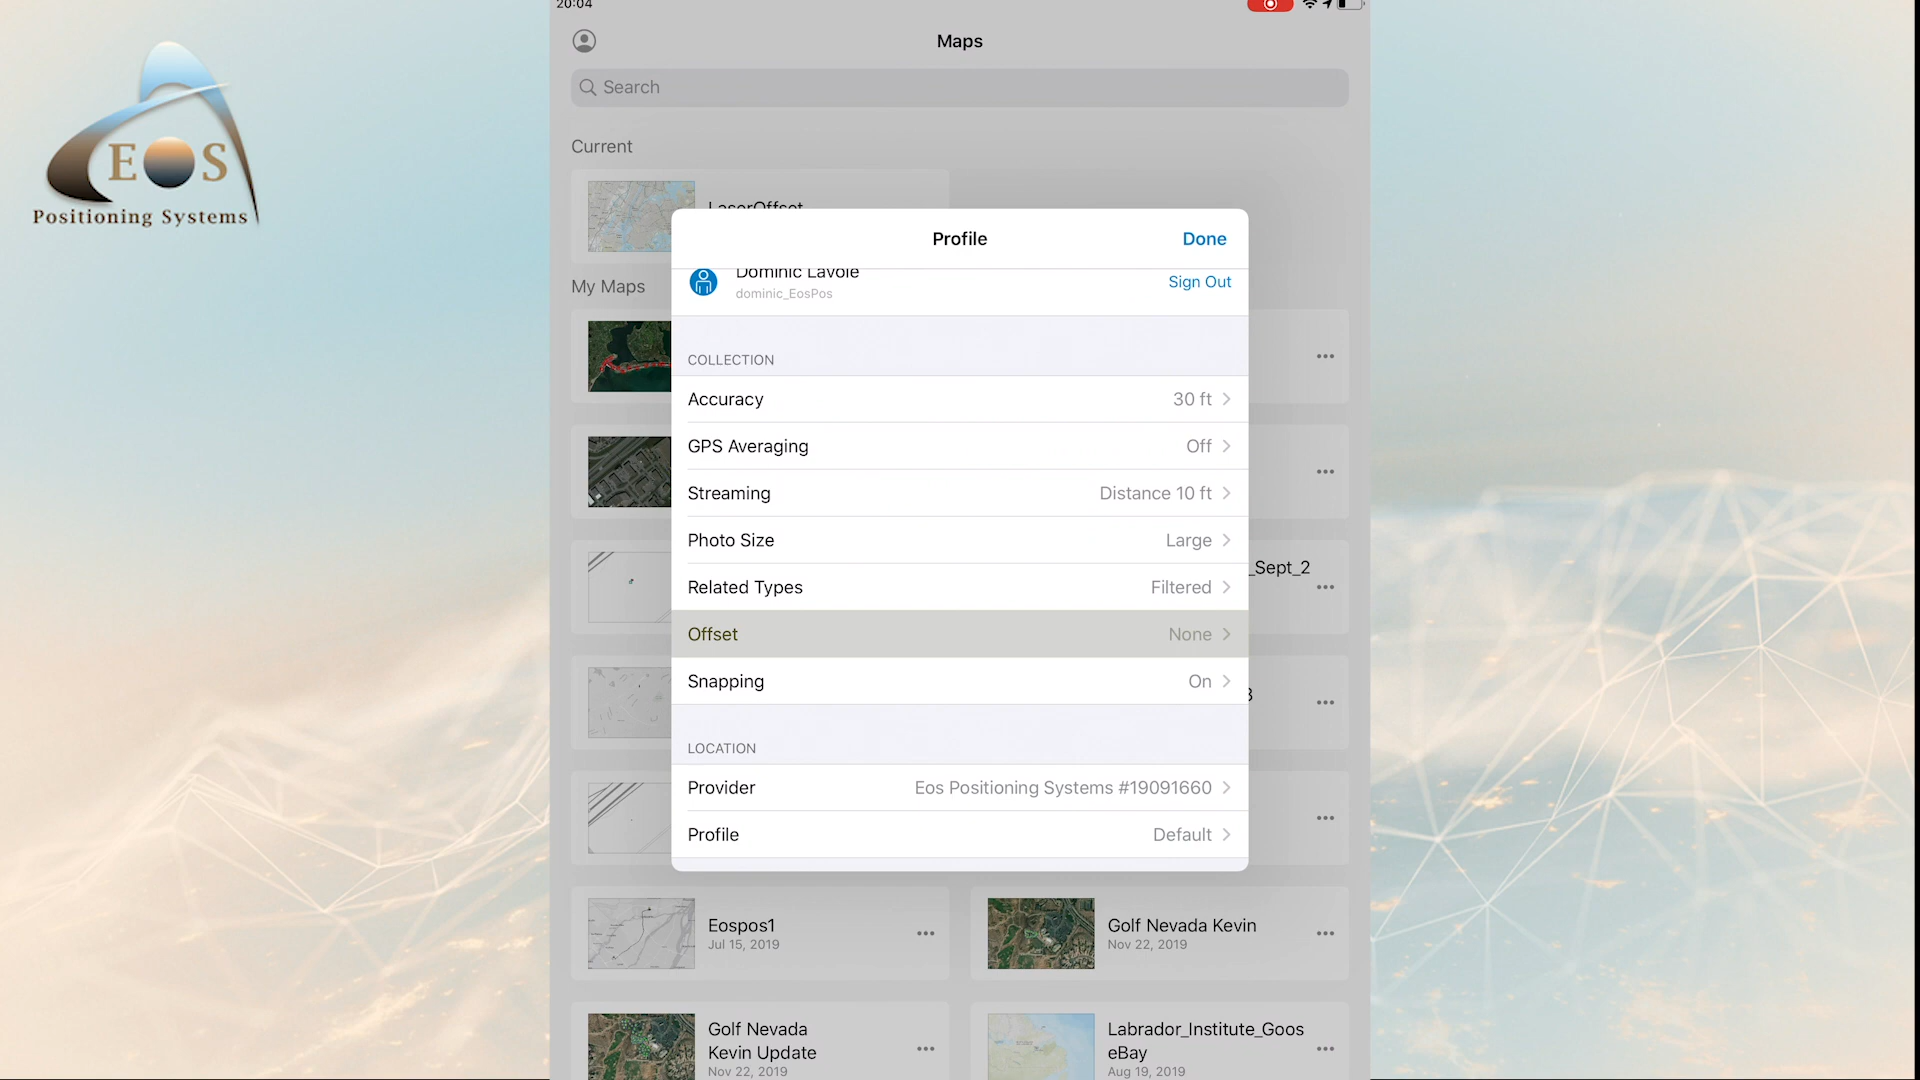 EOS
Positioning Systems
20:04
Maps
Search
Current
LaserOffset
My Maps
Profile
Done
Dominic Lavoie
dominic_EosPos
Sign Out
COLLECTION
Accuracy 30 ft
GPS Averaging Off
Streaming Distance 10 ft
Photo Size Large
Related Types Filtered
Offset None
Snapping On
LOCATION
Provider Eos Positioning Systems #19091660
Profile Default
_Sept_2
Eospos1
Jul 15, 2019
Golf Nevada Kevin
Nov 22, 2019
Golf Nevada
Kevin Update
Nov 22, 2019
Labrador_Institute_Goos
eBay
Aug 19, 2019